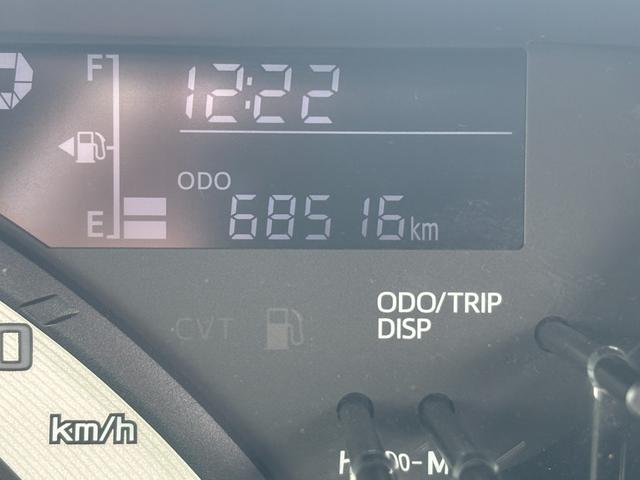 F
12:22
ODO
E
68516km
ODO/TRIP
DISP
CVT
km/h